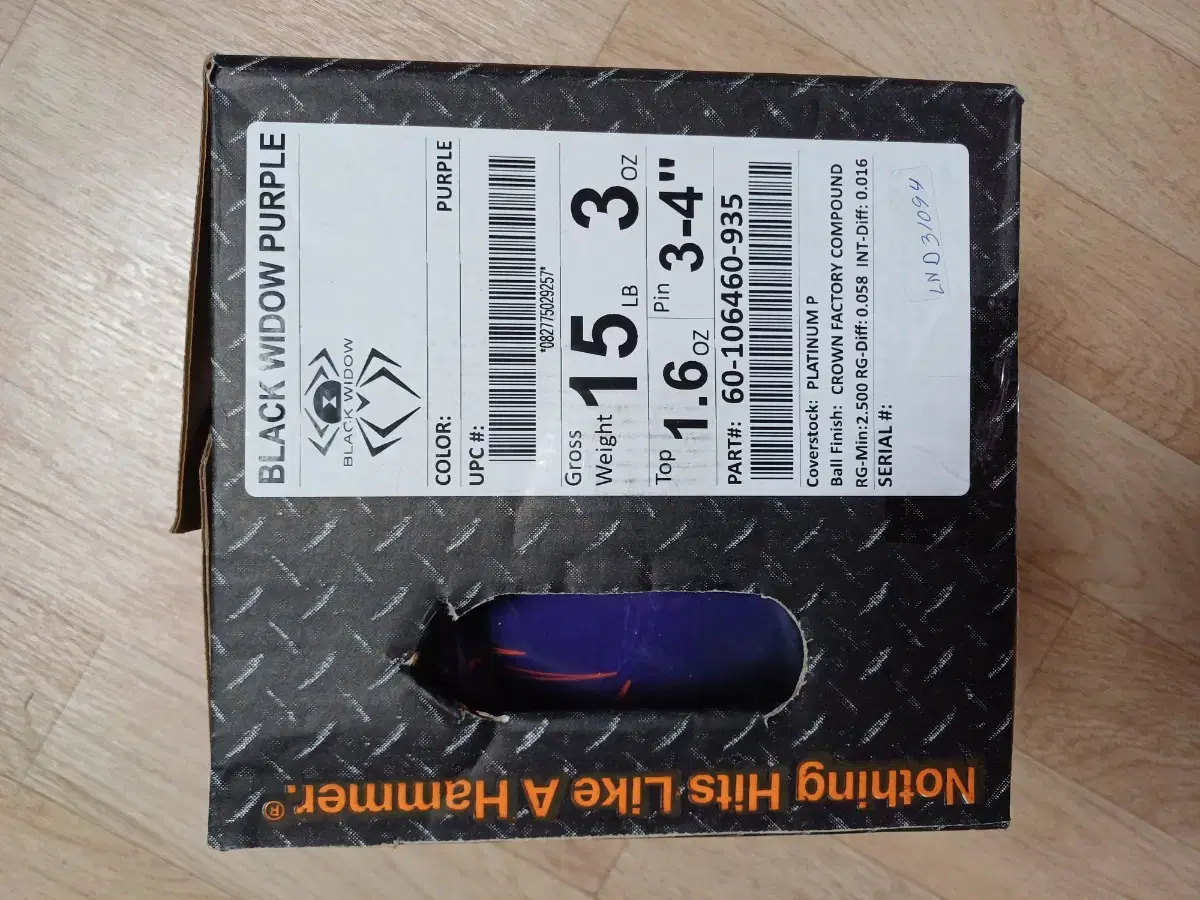 BLACK WIDOW PURPLE
BLACK WIDOW
COLOR: PURPLE
UPC #:
*082775029257*
Gross Weight 15 LB 3 OZ
Top 1.6 OZ Pin 3-4"
PART#: 60-106460-935
Coverstock: PLATINUM P
Ball Finish: CROWN FACTORY COMPOUND
RG-Min:2.500 RG-Diff: 0.058 INT-Diff: 0.016
SERIAL #:
LND31094
Nothing Hits Like A Hammer.®